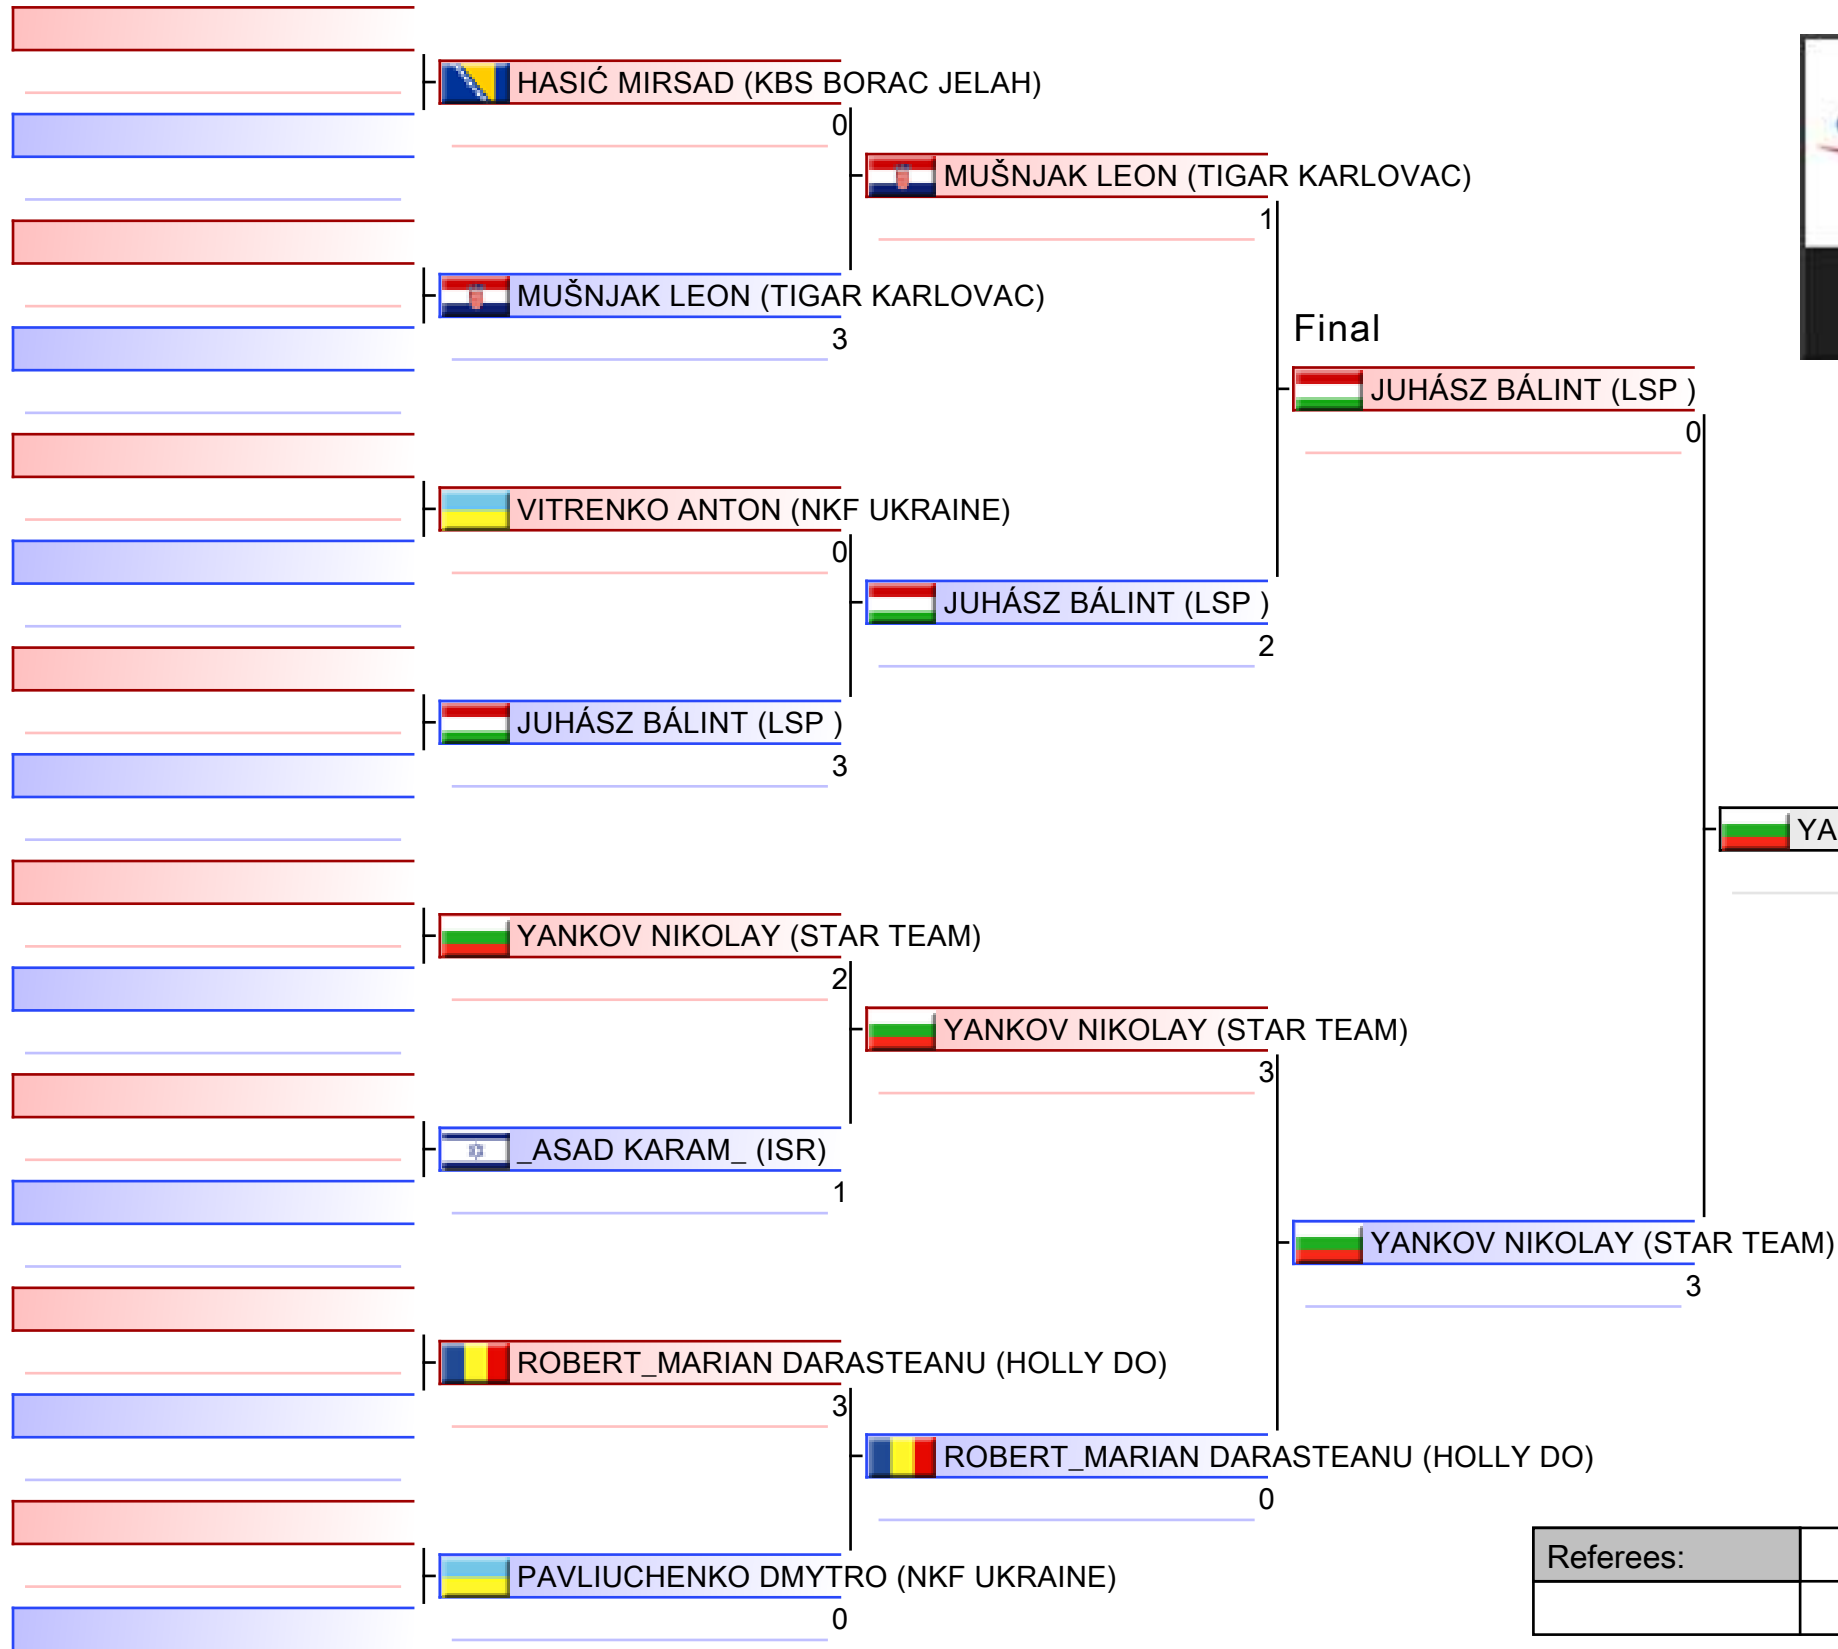 HASIĆ MIRSAD (KBS BORAC JELAH)
0
MUŠNJAK LEON (TIGAR KARLOVAC)
1
MUŠNJAK LEON (TIGAR KARLOVAC)
3
Final
JUHÁSZ BÁLINT (LSP )
0
VITRENKO ANTON (NKF UKRAINE)
0
JUHÁSZ BÁLINT (LSP )
2
JUHÁSZ BÁLINT (LSP )
3
YA
YANKOV NIKOLAY (STAR TEAM)
2
YANKOV NIKOLAY (STAR TEAM)
3
_ASAD KARAM_ (ISR)
1
YANKOV NIKOLAY (STAR TEAM)
3
ROBERT_MARIAN DARASTEANU (HOLLY DO)
3
ROBERT_MARIAN DARASTEANU (HOLLY DO)
0
PAVLIUCHENKO DMYTRO (NKF UKRAINE)
0
Referees: